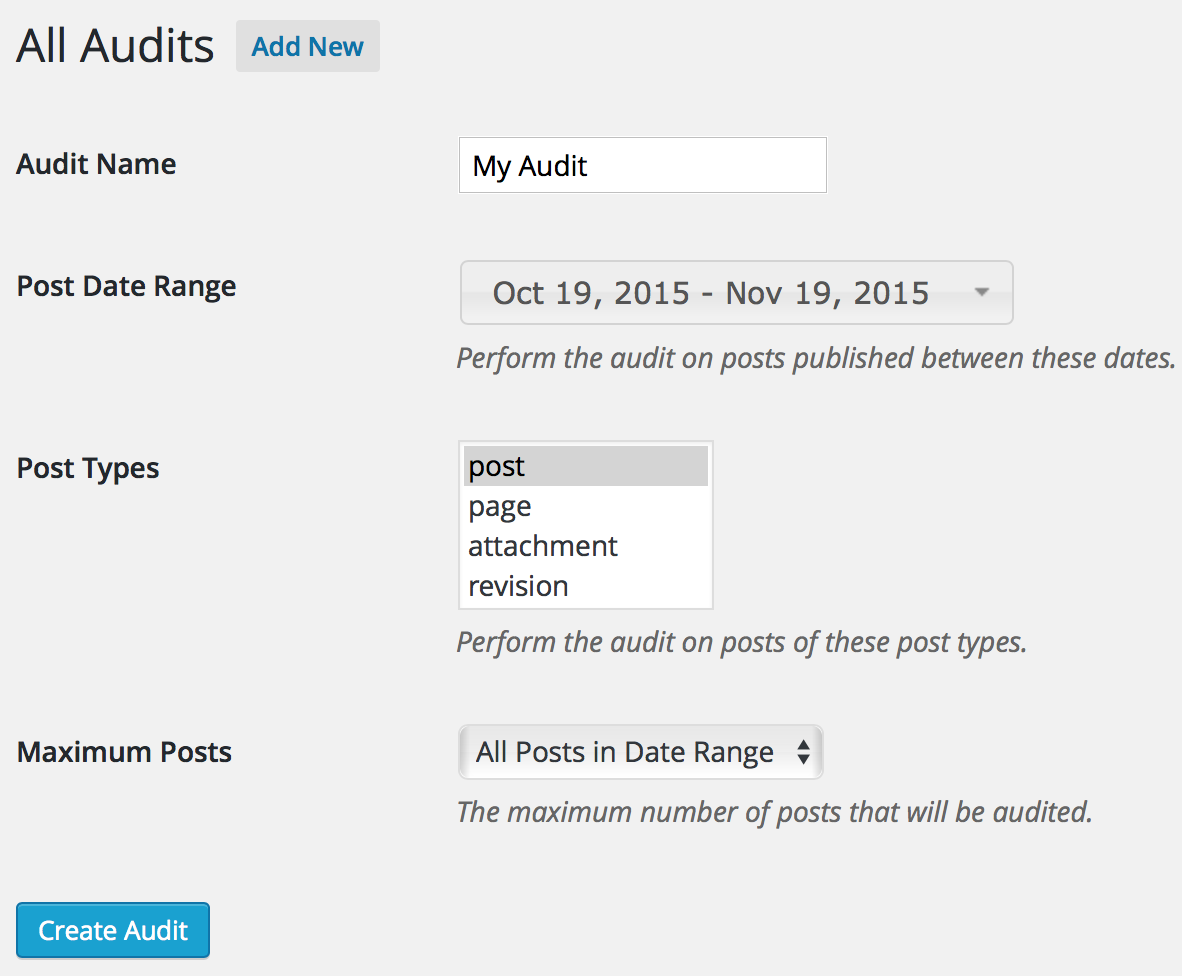 All Audits Add New
Audit Name My Audit
Post Date Range Oct 19, 2015 - Nov 19, 2015
Perform the audit on posts published between these dates.
Post Types post
page
attachment
revision
Perform the audit on posts of these post types.
Maximum Posts All Posts in Date Range
The maximum number of posts that will be audited.
Create Audit